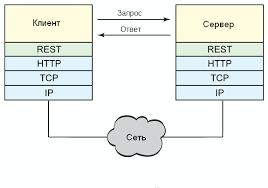 Запрос
Клиент
Сервер
Ответ
REST
REST
HTTP
HTTP
TCP
TCP
IP
IP
Сеть